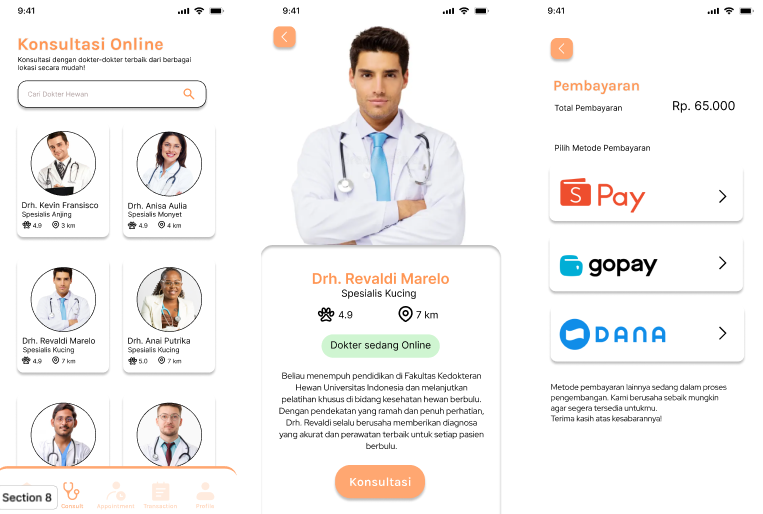 9:41
Konsultasi Online
Konsultasi dengan dokter-dokter terbaik dari berbagai
lokasi secara mudah!
Cari Dokter Hewan
Drh. Kevin Fransisco
Spesialis Anjing
4.9 3 km
Drh. Anisa Aulia
Spesialis Monyet
4.9 4 km
Drh. Revaldi Marelo
Spesialis Kucing
4.9 7 km
Drh. Anai Putrika
Spesialis Kucing
5.0 7 km
Section 8
Consult
Appointment
Transaction
Profile
9:41
Drh. Revaldi Marelo
Spesialis Kucing
4.9 7 km
Dokter sedang Online
Beliau menempuh pendidikan di Fakultas Kedokteran
Hewan Universitas Indonesia dan melanjutkan
pelatihan khusus di bidang kesehatan hewan berbulu.
Dengan pendekatan yang ramah dan penuh perhatian,
Drh. Revaldi selalu berusaha memberikan diagnosa
yang akurat dan perawatan terbaik untuk setiap pasien
berbulu.
Konsultasi
9:41
Pembayaran
Total Pembayaran Rp. 65.000
Pilih Metode Pembayaran
S Pay
gopay
DANA
Metode pembayaran lainnya sedang dalam proses
pengembangan. Kami berusaha sebaik mungkin
agar segera tersedia untukmu.
Terima kasih atas kesabarannya!